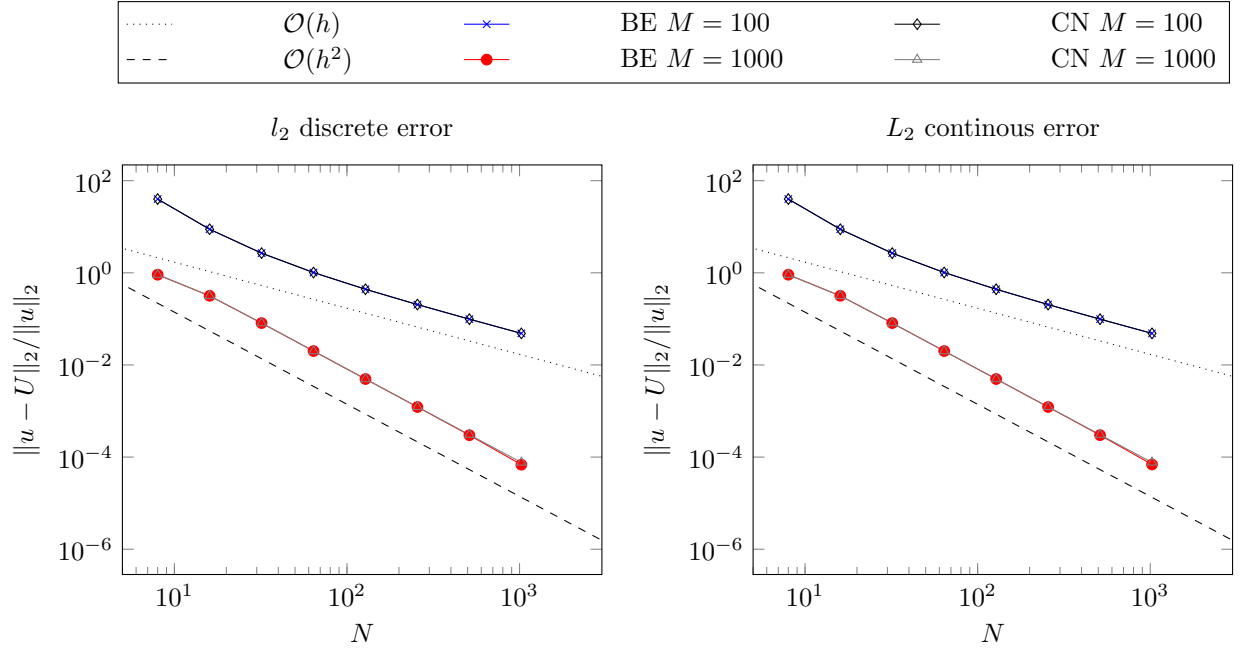 O(h) BE M = 100 CN M = 100
O(h²) BE M = 1000 CN M = 1000
l₂ discrete error
10²
10⁰
10⁻²
10⁻⁴
10⁻⁶
‖u − U‖₂/‖u‖₂
10¹ 10² 10³
N
L₂ continous error
10²
10⁰
10⁻²
10⁻⁴
10⁻�6
‖u − U‖₂/‖u‖₂
10¹ 10² 10³
N